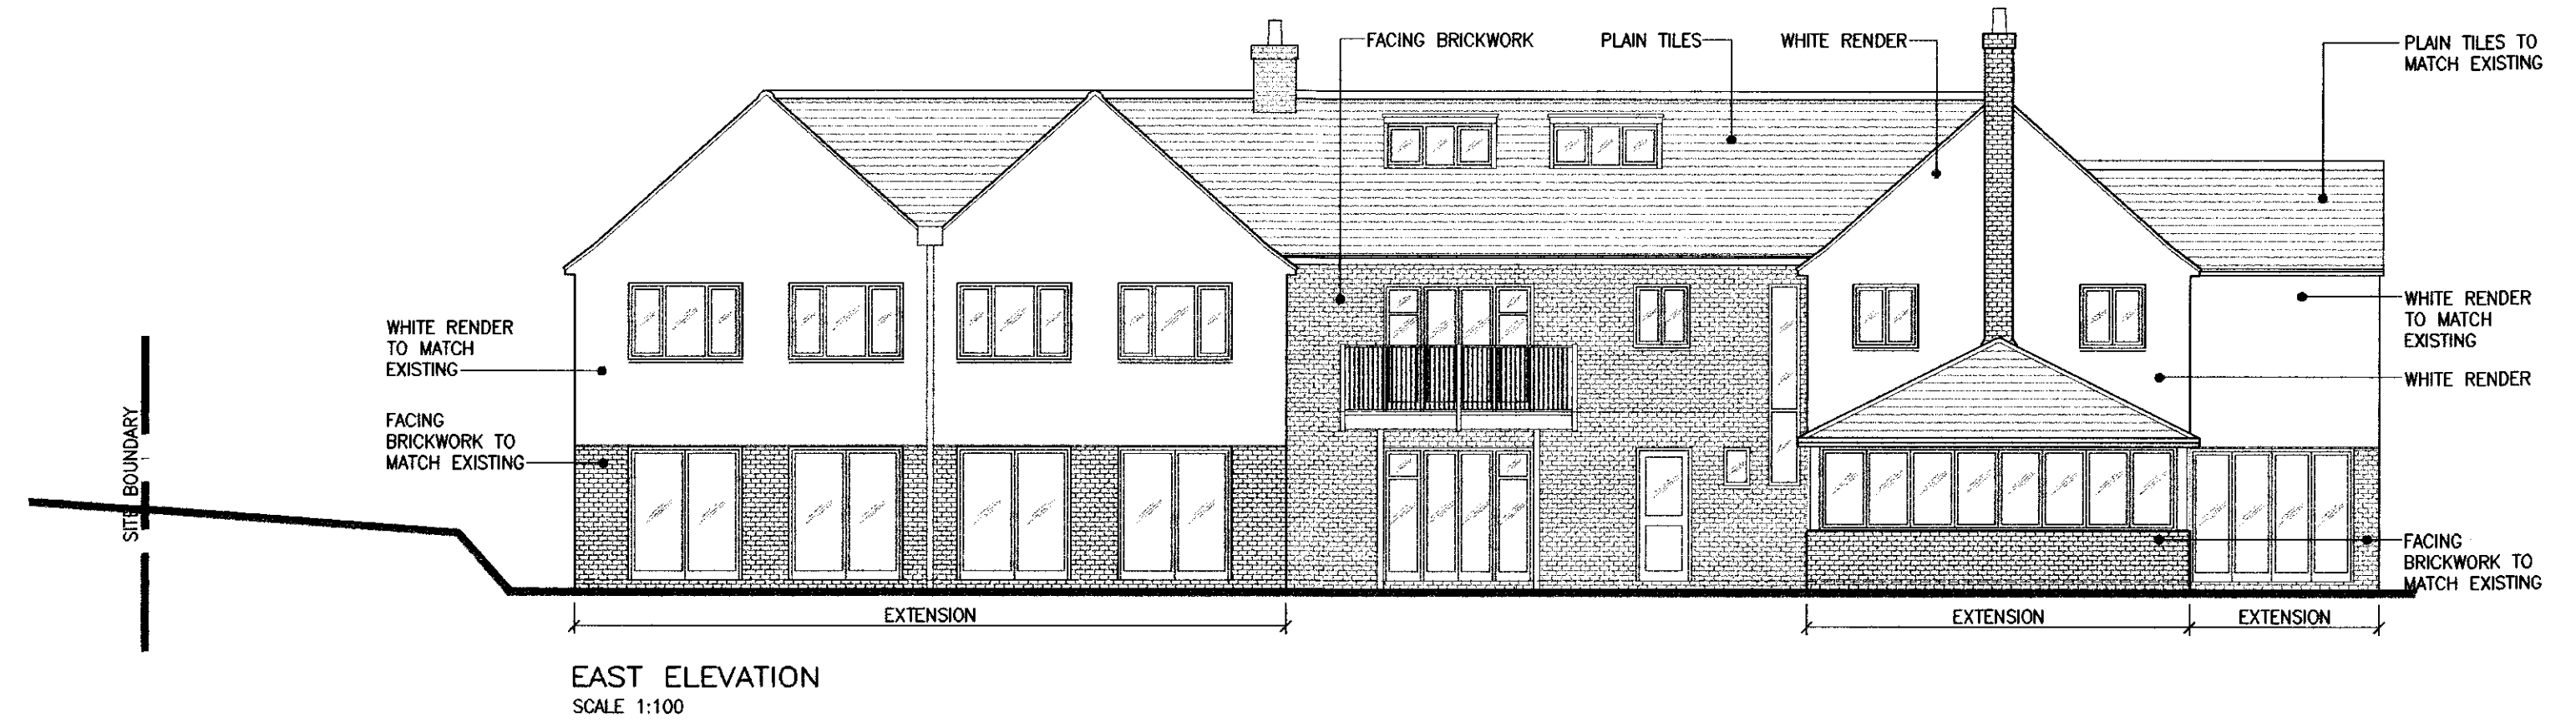 FACING BRICKWORK
PLAIN TILES
WHITE RENDER
PLAIN TILES TO
MATCH EXISTING
WHITE RENDER
TO MATCH
EXISTING
WHITE RENDER
TO MATCH
EXISTING
WHITE RENDER
FACING
BRICKWORK TO
MATCH EXISTING
SITE BOUNDARY
FACING
BRICKWORK TO
MATCH EXISTING
EXTENSION
EXTENSION
EXTENSION
EAST ELEVATION
SCALE 1:100